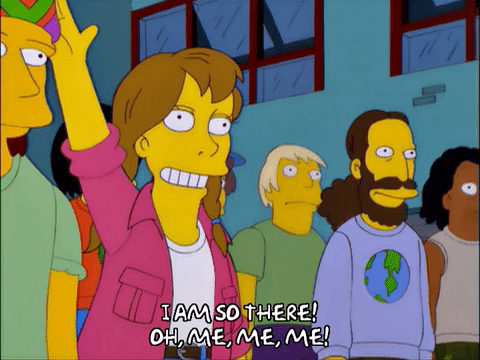 I AM SO THERE!
OH, ME, ME, ME!